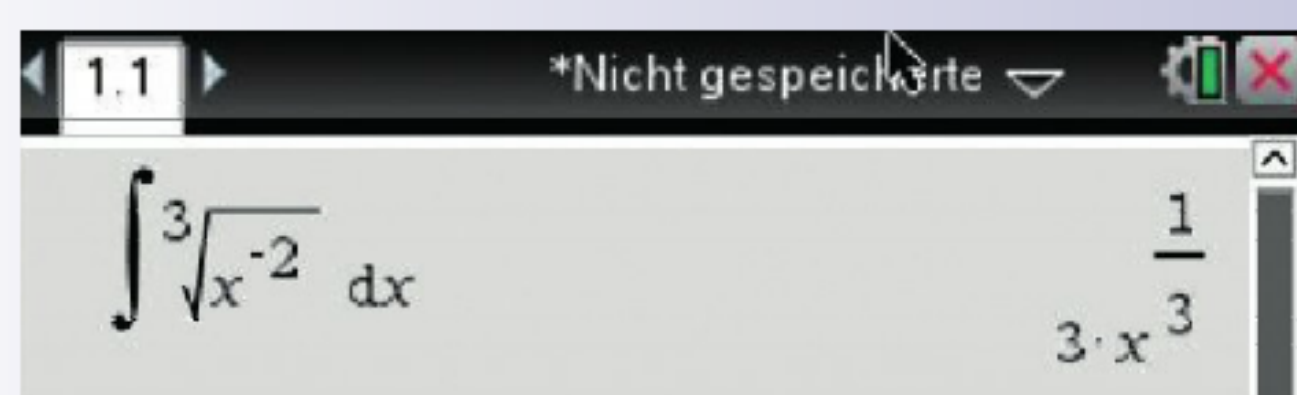 1.1 *Nicht gespeicherte
∫ ³√x⁻² dx 3·x^(1/3)